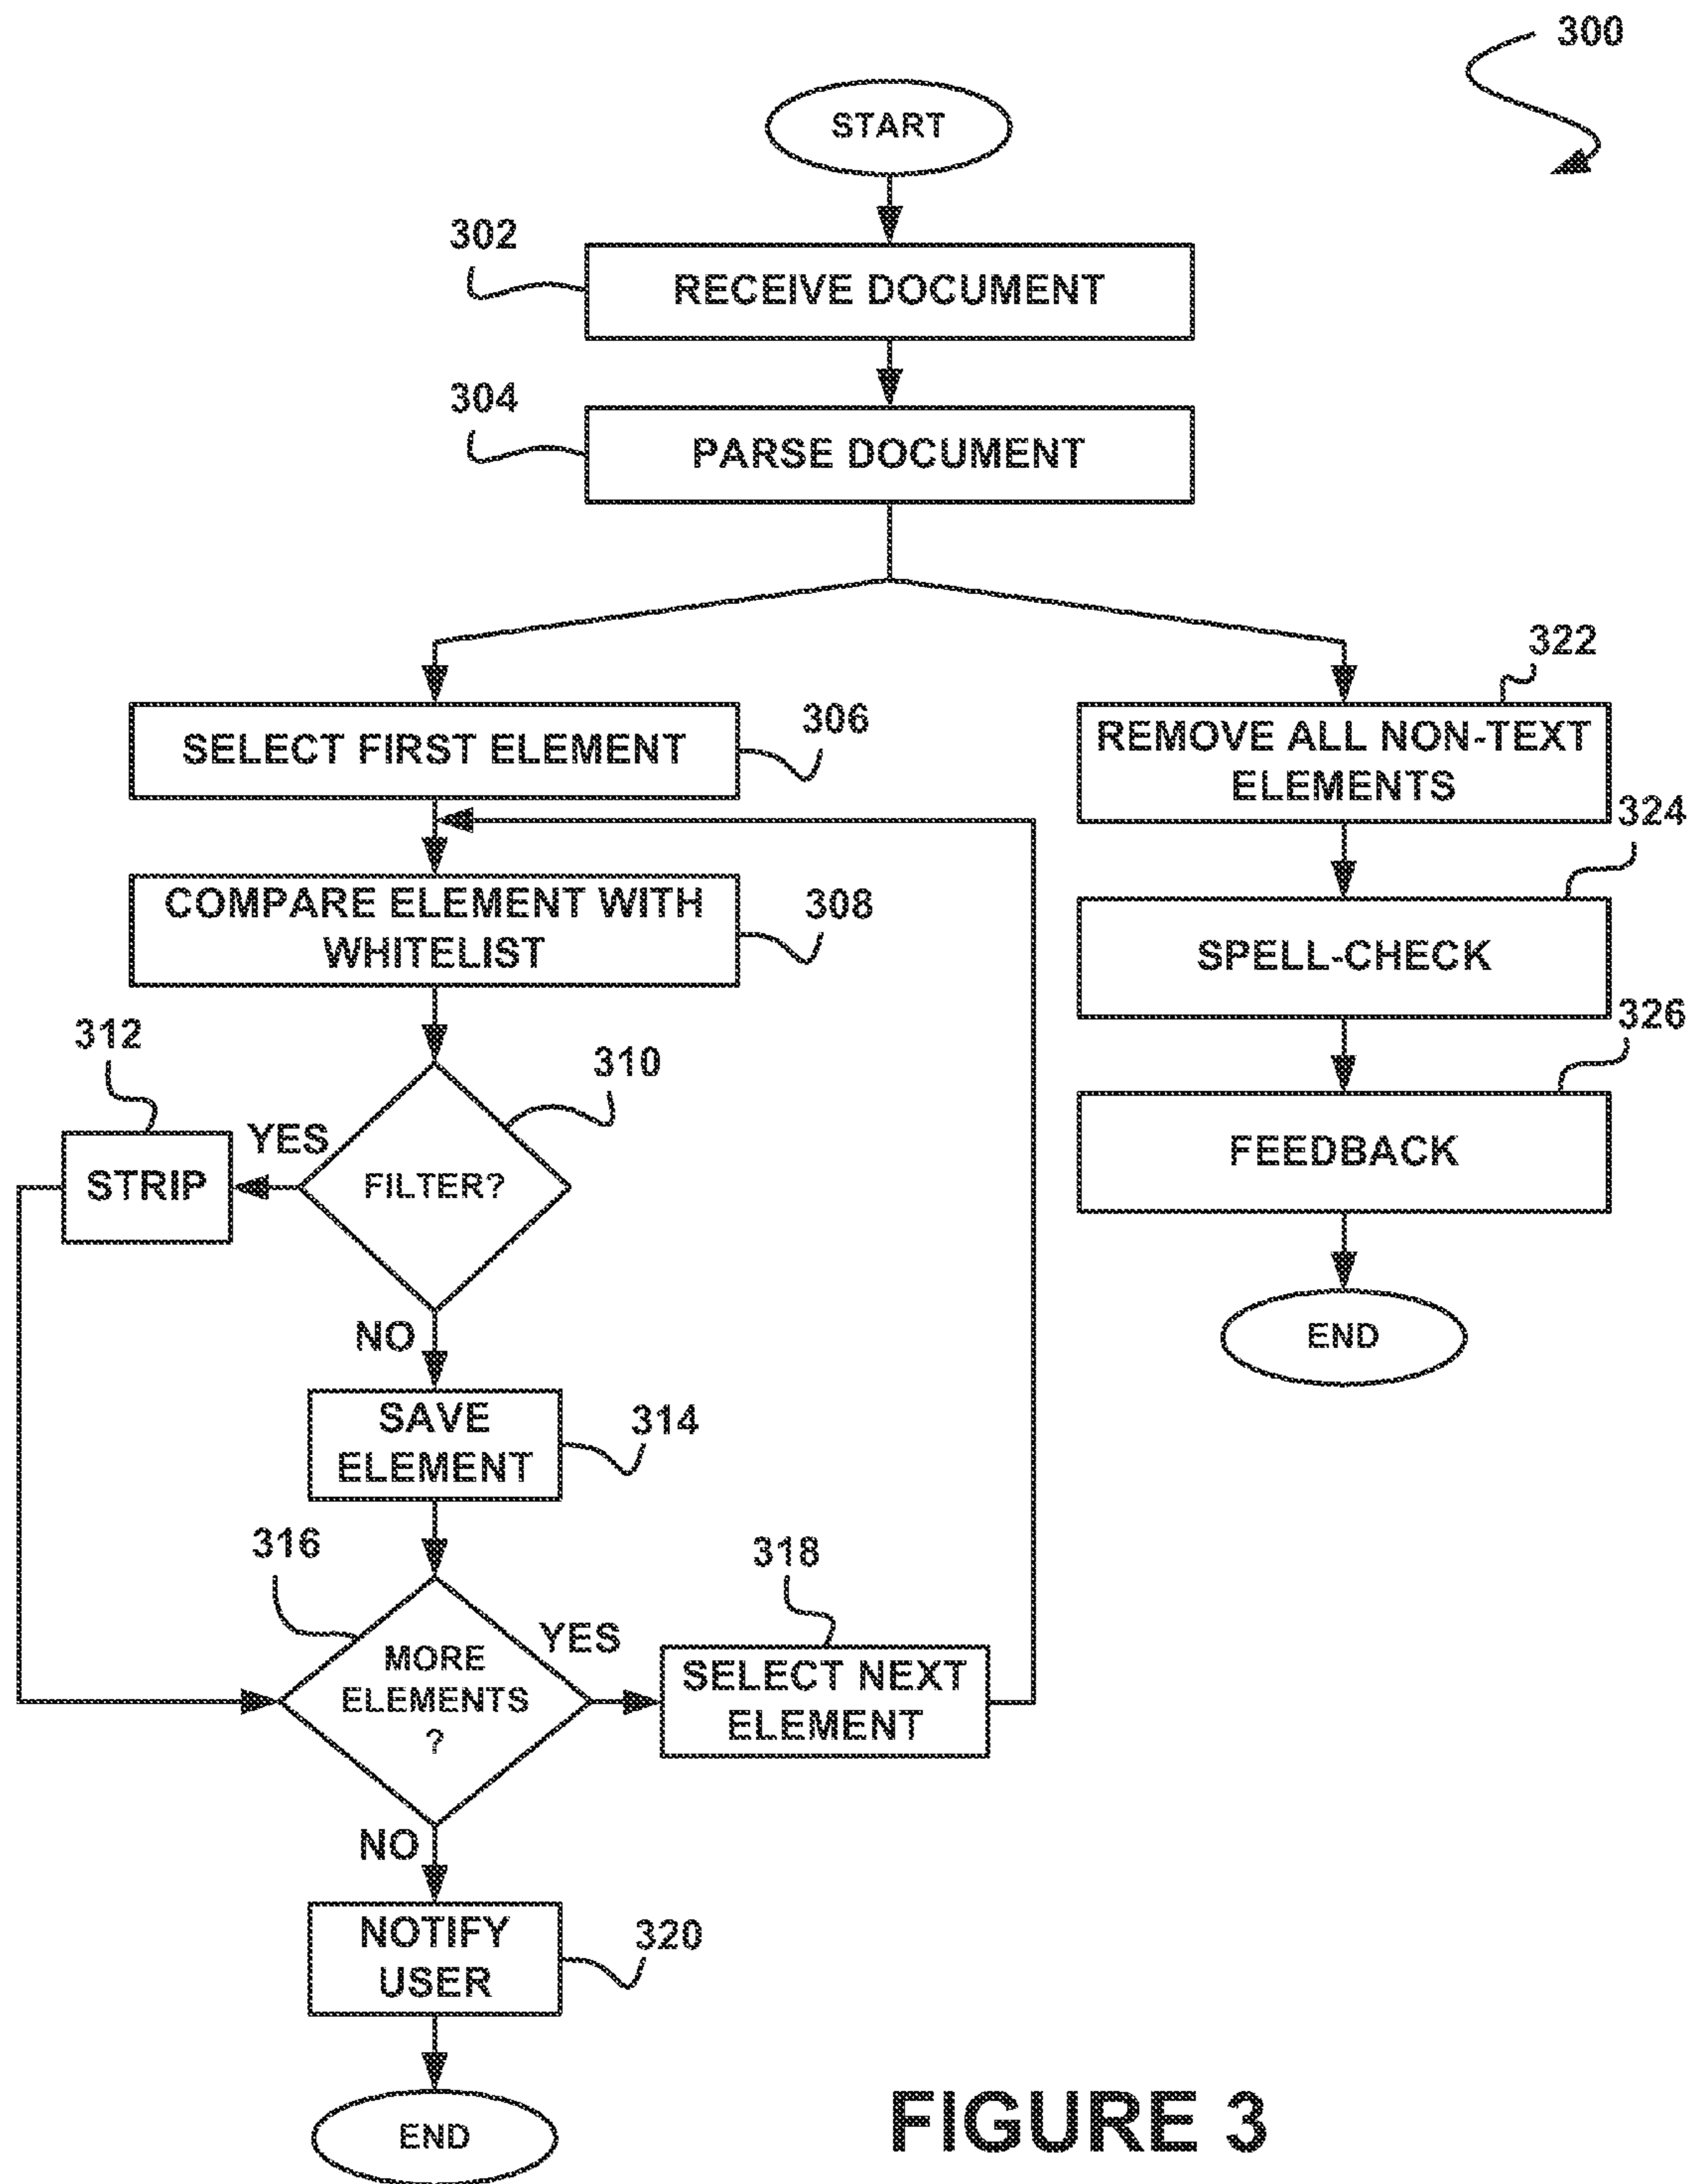 300
START
302
RECEIVE DOCUMENT
304
PARSE DOCUMENT
322
306
SELECT FIRST ELEMENT
REMOVE ALL NON-TEXT
ELEMENTS
324
308
COMPARE ELEMENT WITH
WHITELIST
SPELL-CHECK
326
312
310
YES
STRIP
FILTER?
FEEDBACK
NO
END
SAVE
ELEMENT
314
316
318
YES
MORE
ELEMENTS
?
SELECT NEXT
ELEMENT
NO
NOTIFY
USER
320
END
FIGURE 3